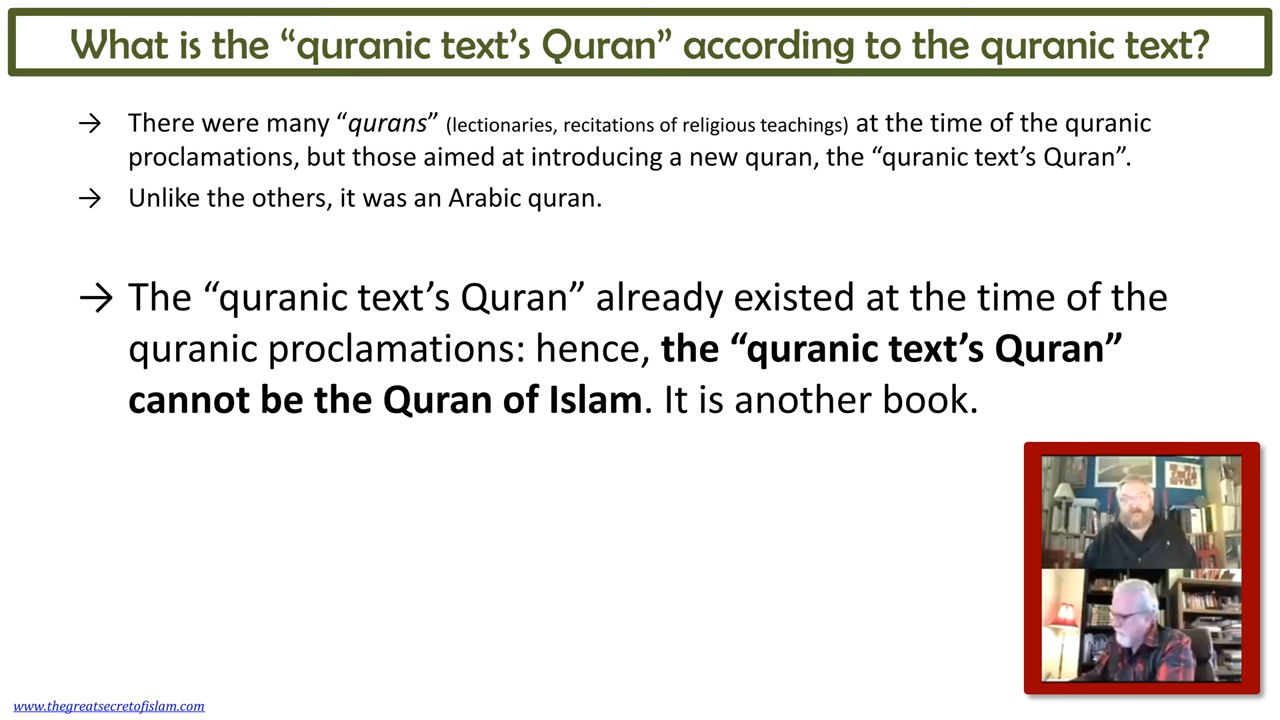 What is the “quranic text’s Quran” according to the quranic text?
→ There were many “qurans” (lectionaries, recitations of religious teachings) at the time of the quranic
proclamations, but those aimed at introducing a new quran, the “quranic text’s Quran”.
→ Unlike the others, it was an Arabic quran.
→ The “quranic text’s Quran” already existed at the time of the
quranic proclamations: hence, the “quranic text’s Quran”
cannot be the Quran of Islam. It is another book.
www.thegreatsecretofislam.com